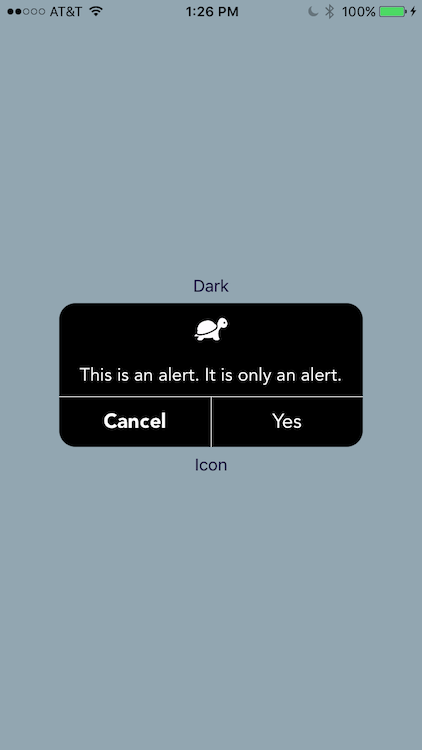 AT&T 1:26 PM 100%
Dark
This is an alert. It is only an alert.
Cancel Yes
Icon